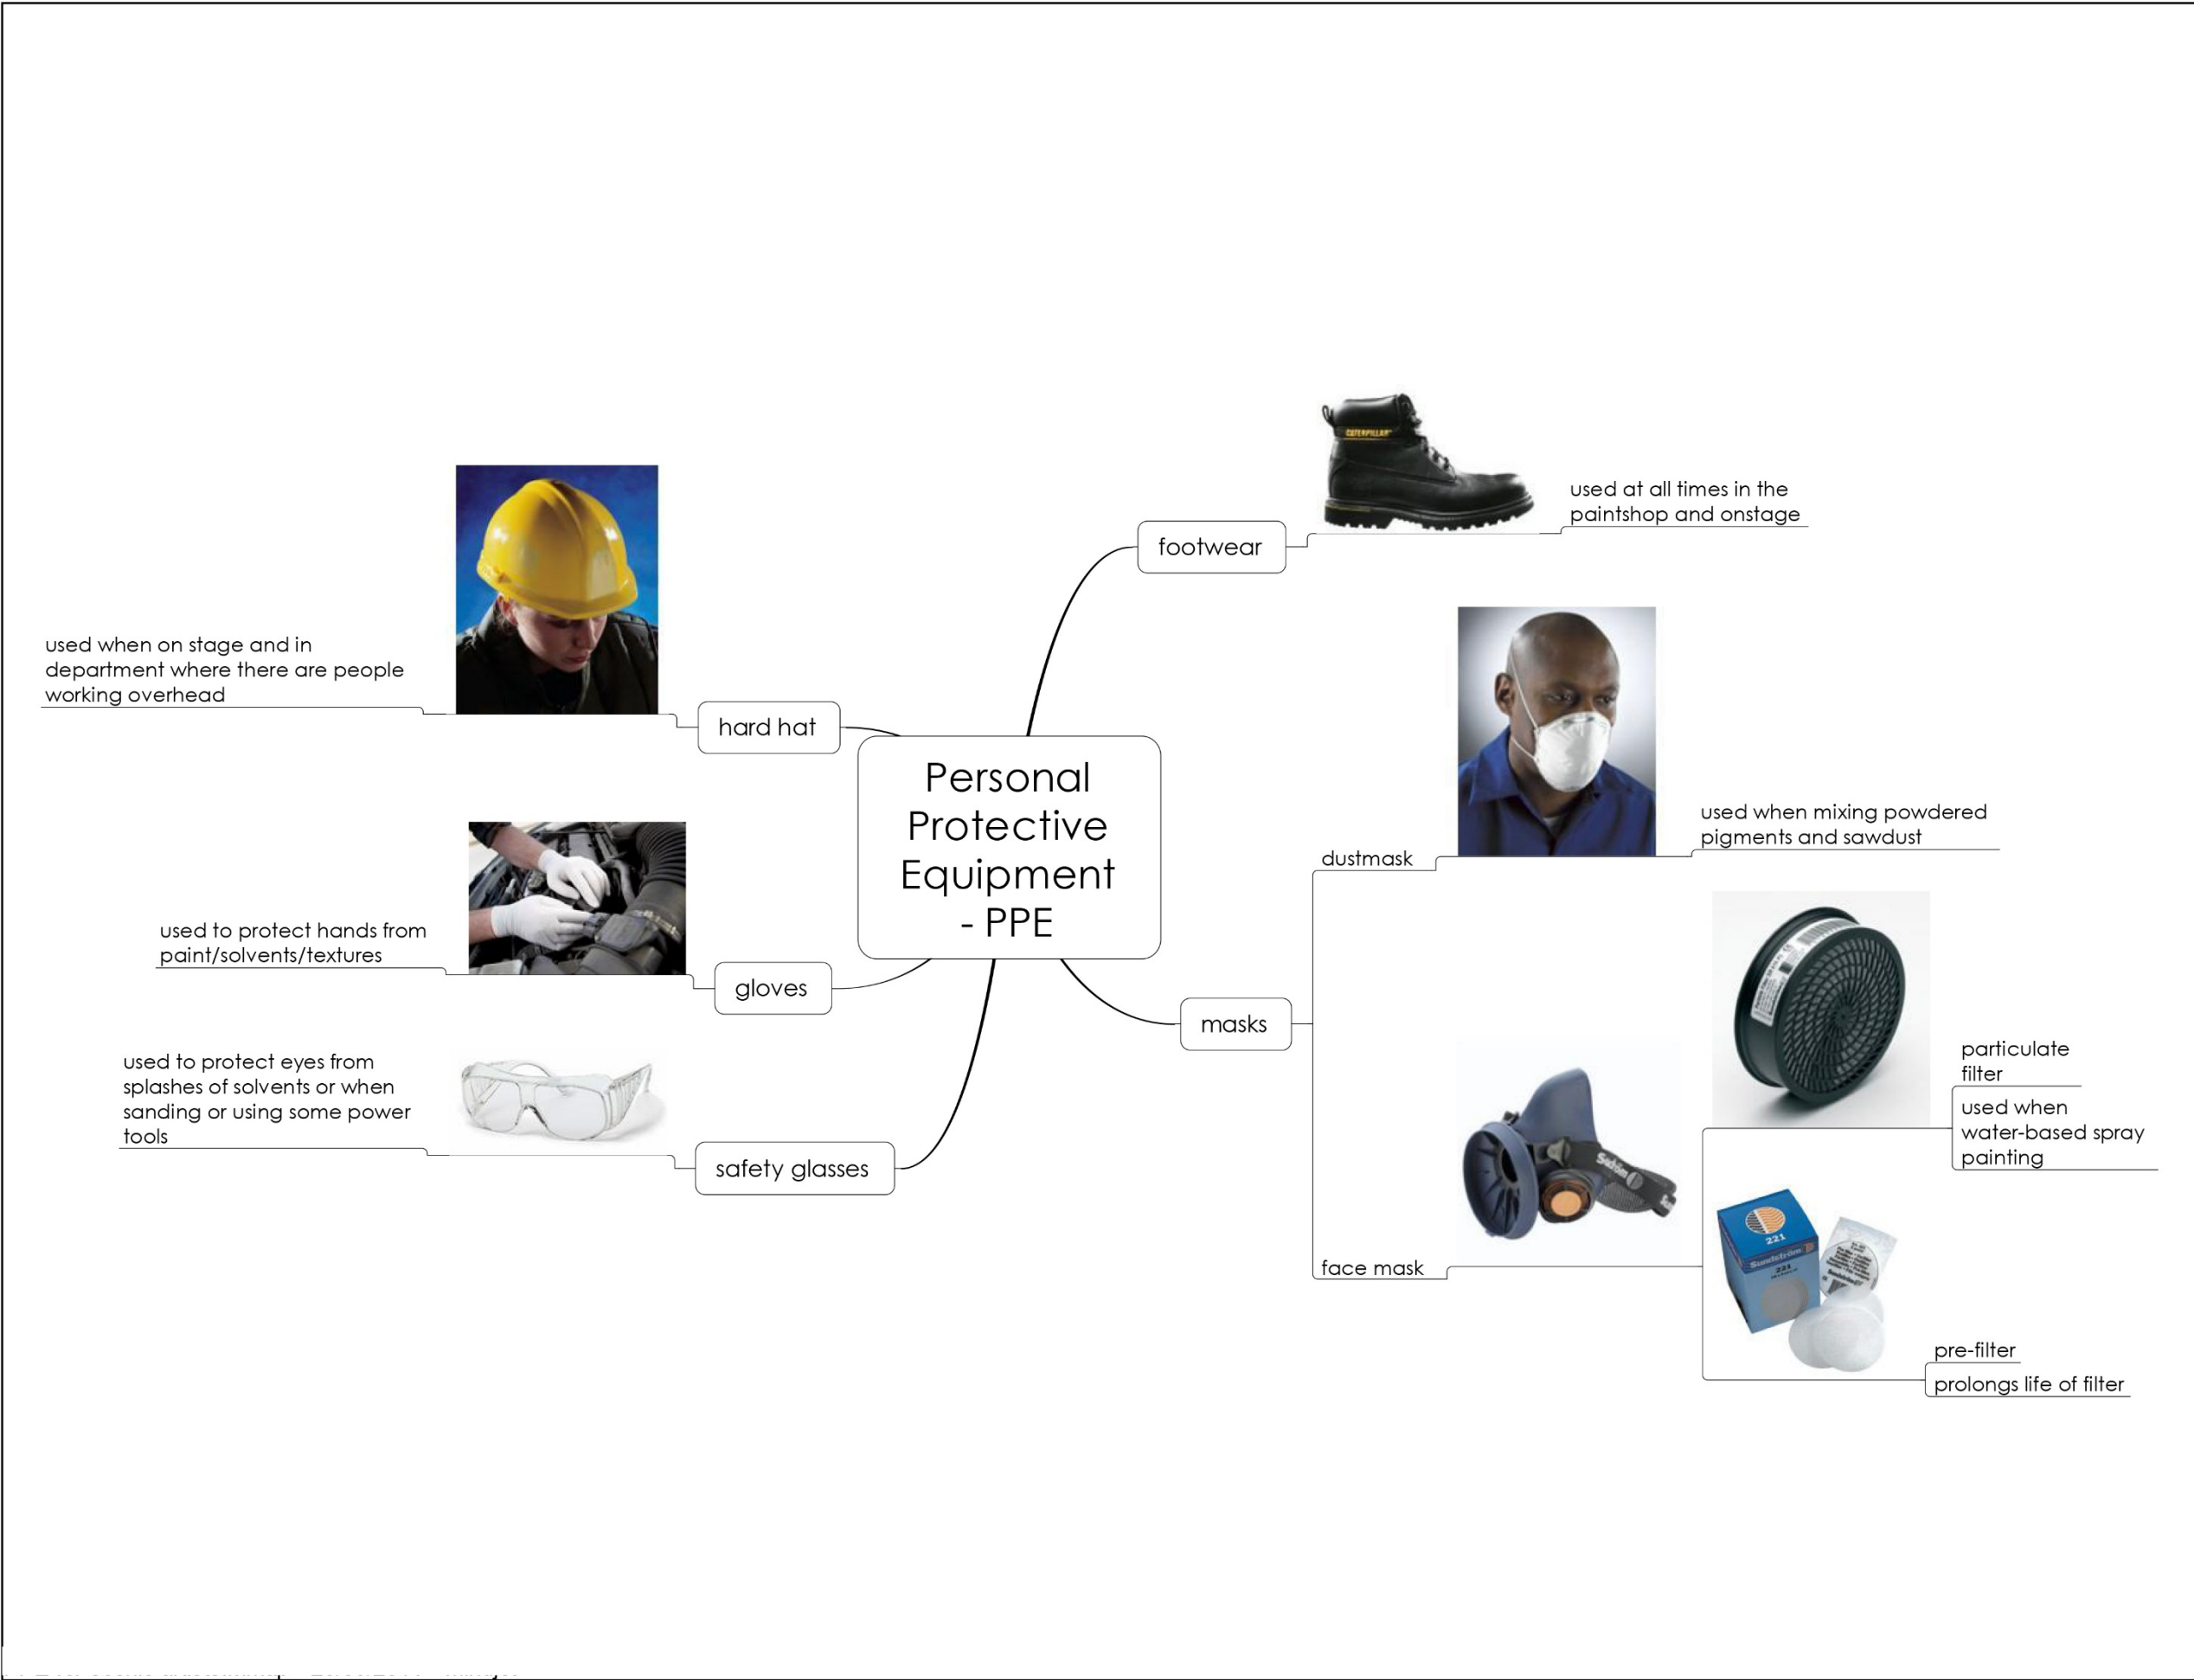 CATERPILLAR
used at all times in the
paintshop and onstage
footwear
used when on stage and in
department where there are people
working overhead
hard hat
Personal
Protective
Equipment
- PPE
used when mixing powdered
pigments and sawdust
dustmask
used to protect hands from
paint/solvents/textures
gloves
masks
used to protect eyes from
splashes of solvents or when
sanding or using some power
tools
safety glasses
particulate
filter
used when
water-based spray
painting
face mask
221
Sundström
221
pre-filter
prolongs life of filter